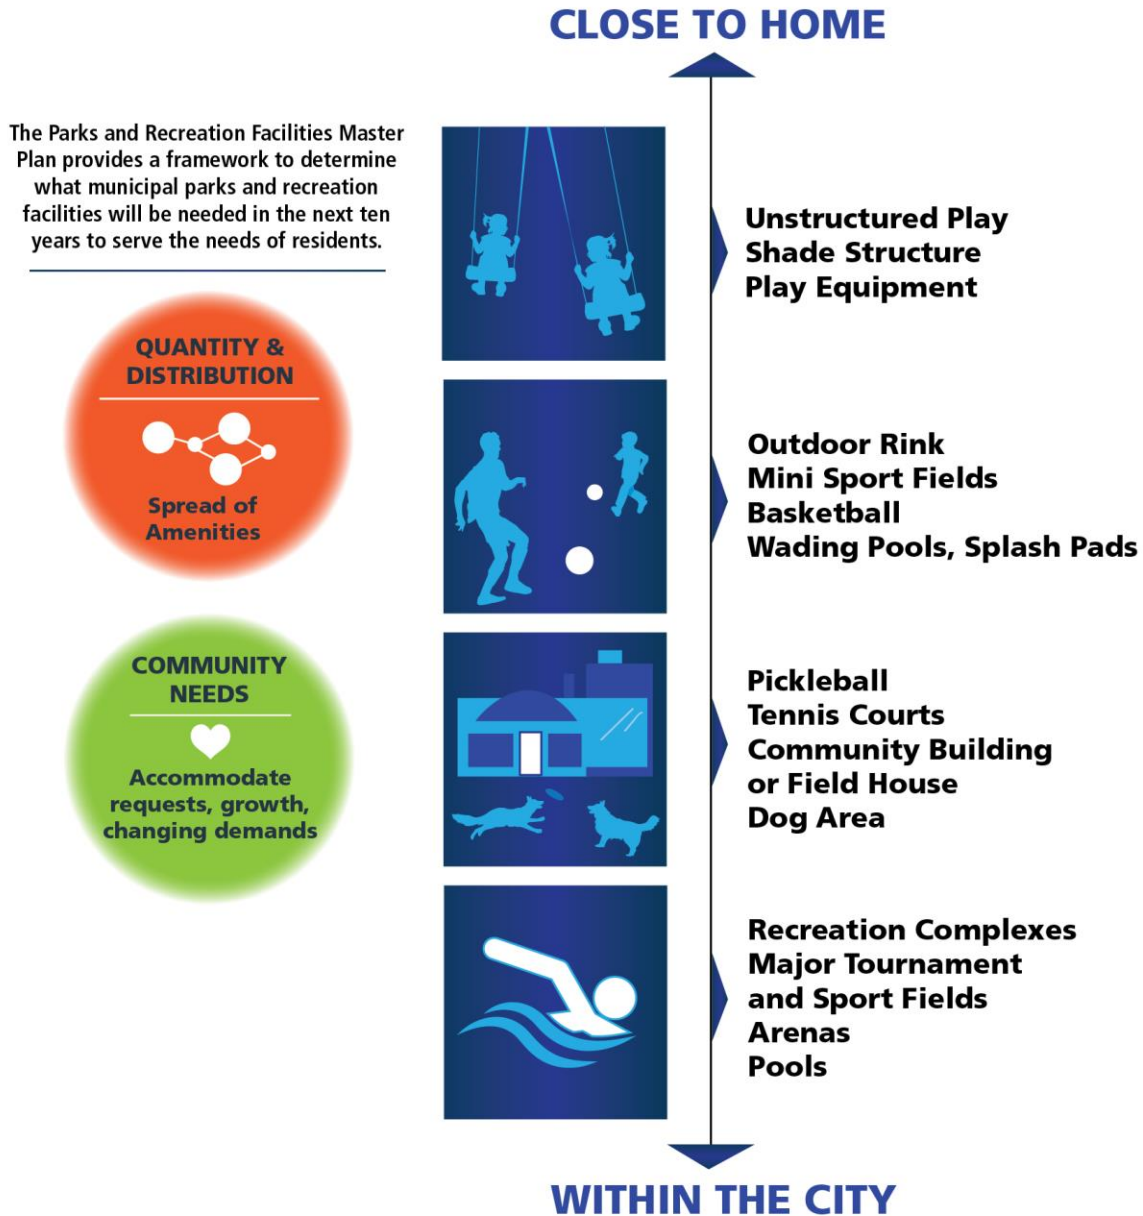 CLOSE TO HOME
The Parks and Recreation Facilities Master
Plan provides a framework to determine
what municipal parks and recreation
facilities will be needed in the next ten
years to serve the needs of residents.
QUANTITY &
DISTRIBUTION
Spread of
Amenities
COMMUNITY
NEEDS
Accommodate
requests, growth,
changing demands
Unstructured Play
Shade Structure
Play Equipment
Outdoor Rink
Mini Sport Fields
Basketball
Wading Pools, Splash Pads
Pickleball
Tennis Courts
Community Building
or Field House
Dog Area
Recreation Complexes
Major Tournament
and Sport Fields
Arenas
Pools
WITHIN THE CITY